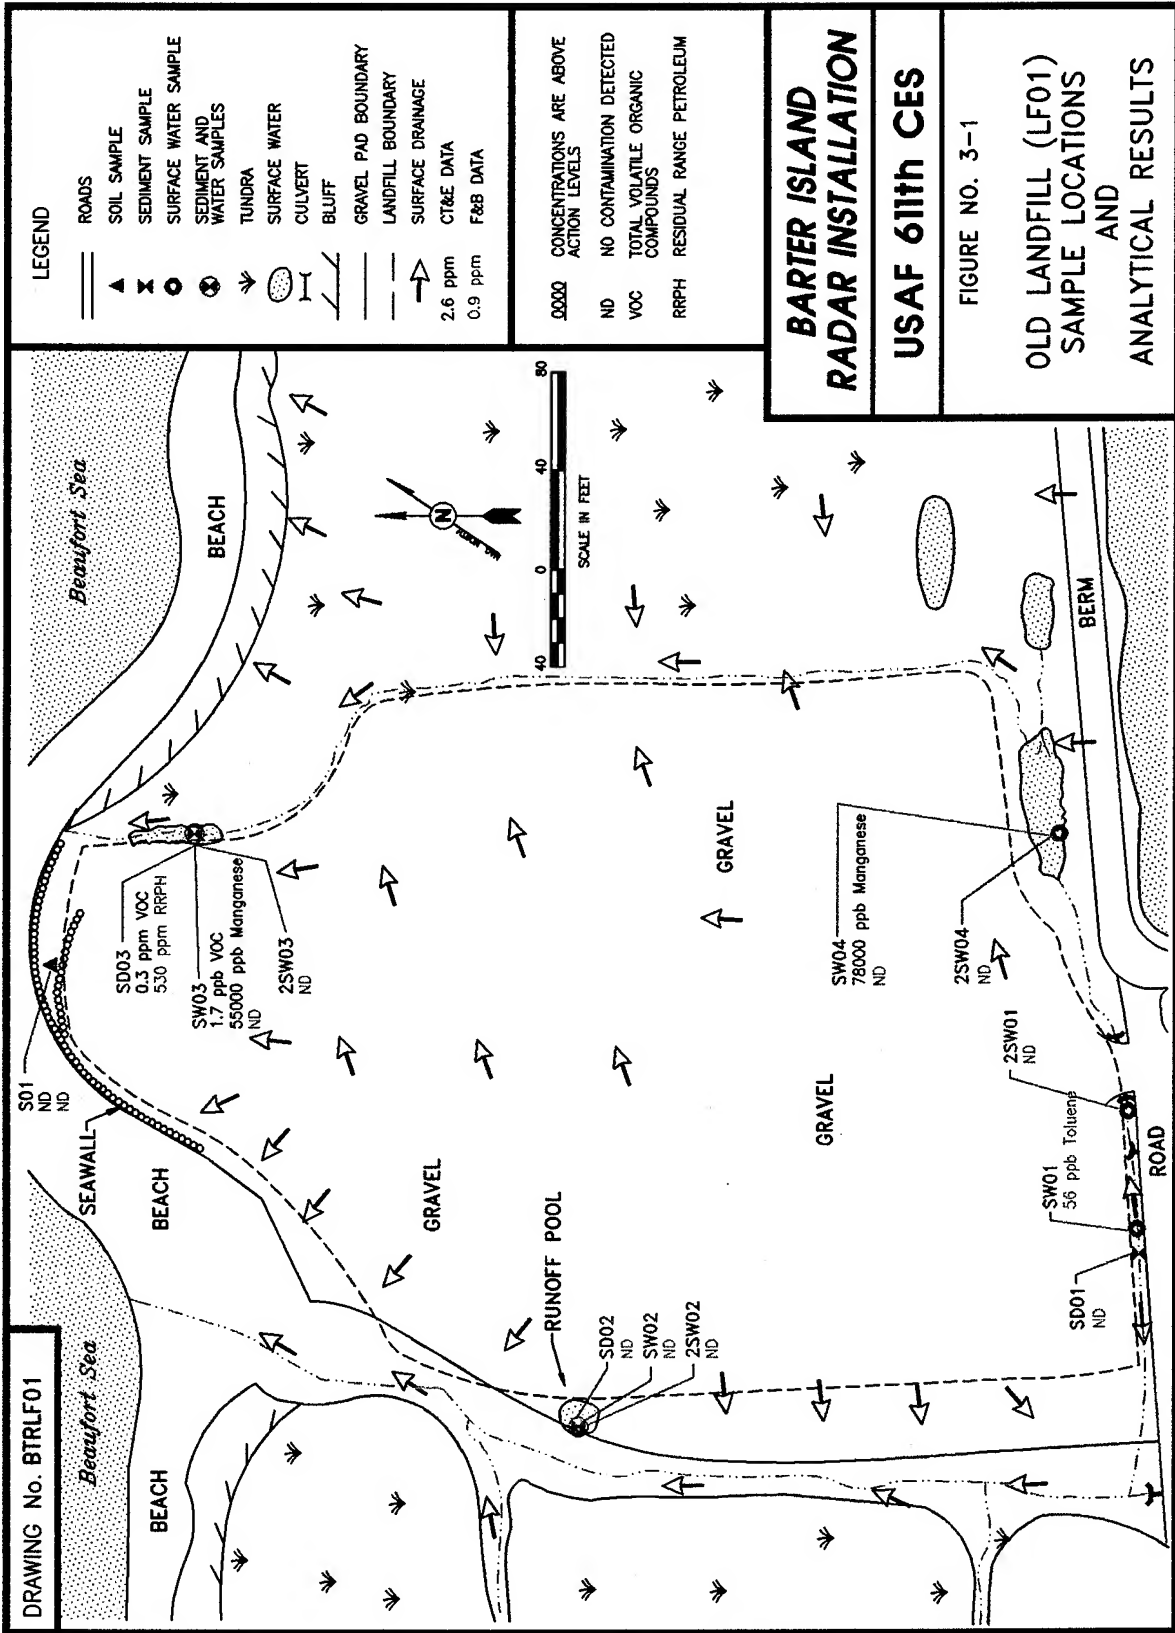 DRAWING No. BTRLF01
Beaufort Sea
Beaufort Sea
BEACH
BEACH
BEACH
SEAWALL
S01
ND
ND
SD03
0.3 ppm VOC
530 ppm RRPH
SW03
1.7 ppb VOC
55000 ppb Manganese
ND
2SW03
ND
GRAVEL
RUNOFF POOL
SD02
ND
SW02
ND
2SW02
ND
N
40
0
40
80
SCALE IN FEET
GRAVEL
GRAVEL
SW04
78000 ppb Manganese
ND
2SW04
ND
2SW01
ND
SW01
56 ppb Toluene
SD01
ND
ROAD
BERM
LEGEND
ROADS
SOIL SAMPLE
SEDIMENT SAMPLE
SURFACE WATER SAMPLE
SEDIMENT AND
WATER SAMPLES
TUNDRA
SURFACE WATER
CULVERT
BLUFF
GRAVEL PAD BOUNDARY
LANDFILL BOUNDARY
SURFACE DRAINAGE
2.6 ppm CT&E DATA
0.9 ppm F&B DATA
0000 CONCENTRATIONS ARE ABOVE
ACTION LEVELS
ND NO CONTAMINATION DETECTED
VOC TOTAL VOLATILE ORGANIC
COMPOUNDS
RRPH RESIDUAL RANGE PETROLEUM
BARTER ISLAND
RADAR INSTALLATION
USAF 611th CES
FIGURE NO. 3-1
OLD LANDFILL (LF01)
SAMPLE LOCATIONS
AND
ANALYTICAL RESULTS